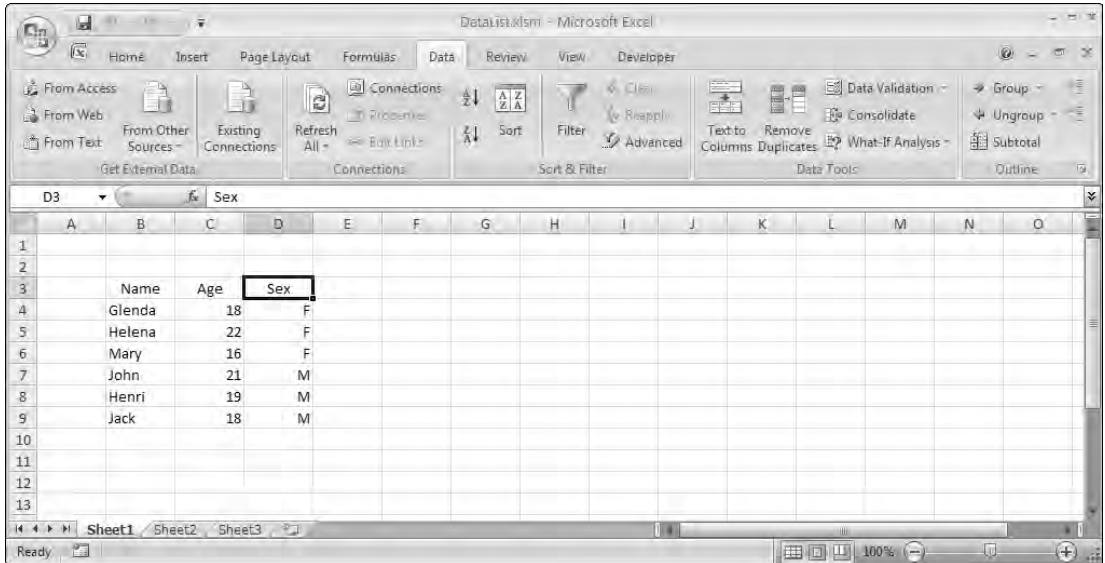 DataList.xlsm - Microsoft Excel
Home Insert Page Layout Formulas Data Review View Developer
From Access
From Web
From Text
From Other Sources
Existing Connections
Get External Data
Refresh All
Connections
Properties
Edit Links
Connections
Sort
Filter
Clear
Reapply
Advanced
Sort & Filter
Text to Columns
Remove Duplicates
Data Validation
Consolidate
What-If Analysis
Data Tools
Group
Ungroup
Subtotal
Outline
D3 fx Sex
A B C D E F G H I J K L M N O
1
2
3 Name Age Sex
4 Glenda 18 F
5 Helena 22 F
6 Mary 16 F
7 John 21 M
8 Henri 19 M
9 Jack 18 M
10
11
12
13
Sheet1 Sheet2 Sheet3
Ready 100%